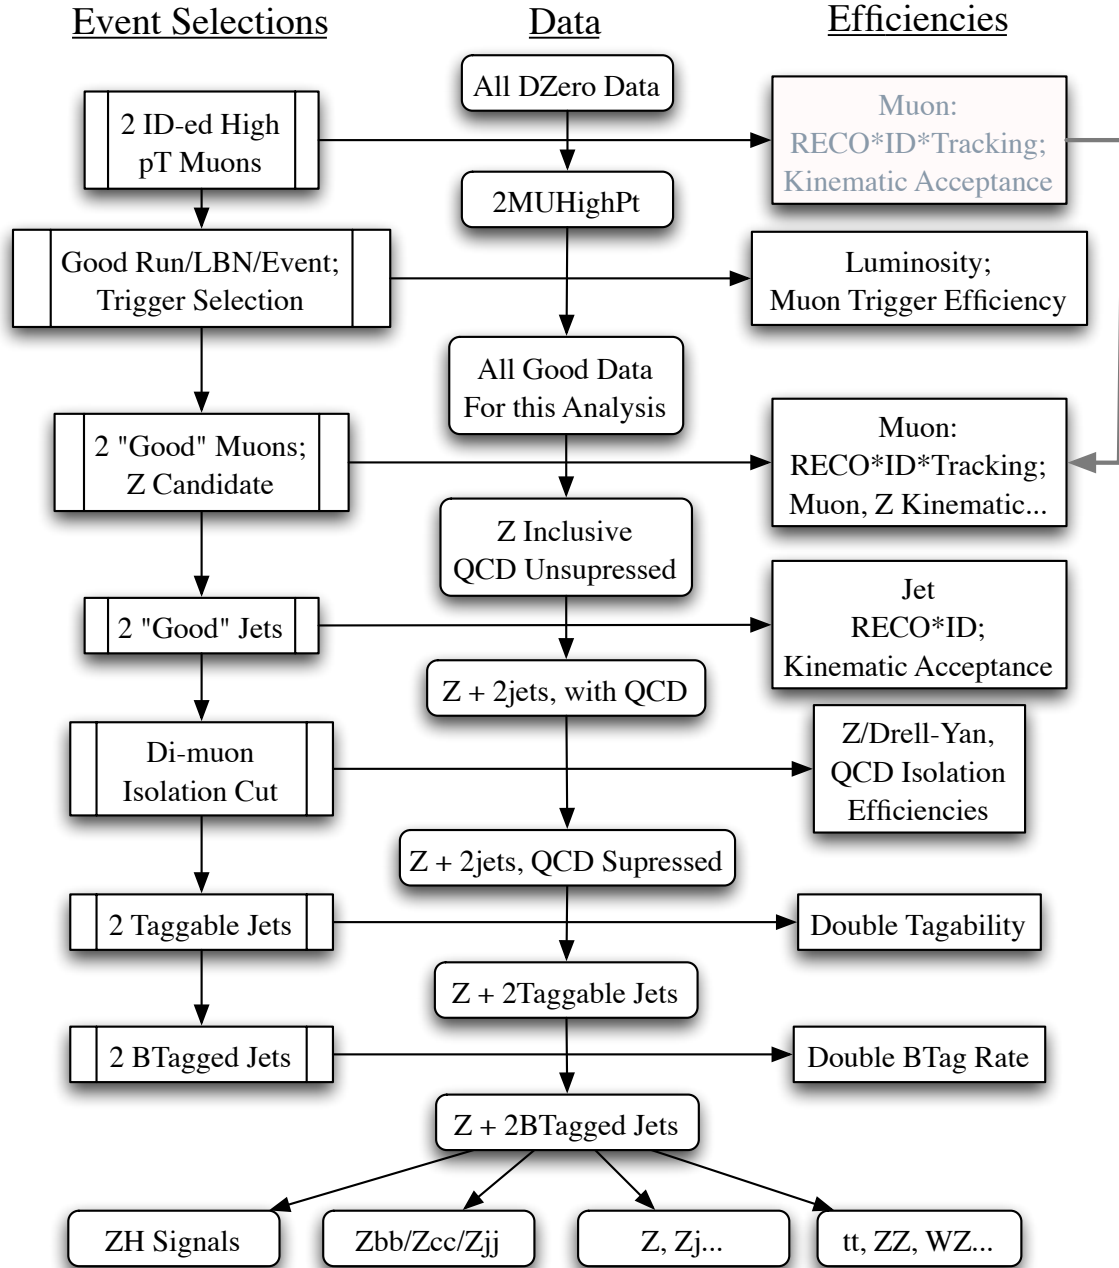 Event Selections
Data
Efficiencies
All DZero Data
2 ID-ed High
pT Muons
Muon:
RECO*ID*Tracking;
Kinematic Acceptance
2MUHighPt
Good Run/LBN/Event;
Trigger Selection
Luminosity;
Muon Trigger Efficiency
All Good Data
For this Analysis
2 "Good" Muons;
Z Candidate
Muon:
RECO*ID*Tracking;
Muon, Z Kinematic...
Z Inclusive
QCD Unsupressed
2 "Good" Jets
Jet
RECO*ID;
Kinematic Acceptance
Z + 2jets, with QCD
Di-muon
Isolation Cut
Z/Drell-Yan,
QCD Isolation
Efficiencies
Z + 2jets, QCD Supressed
2 Taggable Jets
Double Tagability
Z + 2Taggable Jets
2 BTagged Jets
Double BTag Rate
Z + 2BTagged Jets
ZH Signals
Zbb/Zcc/Zjj
Z, Zj...
tt, ZZ, WZ...